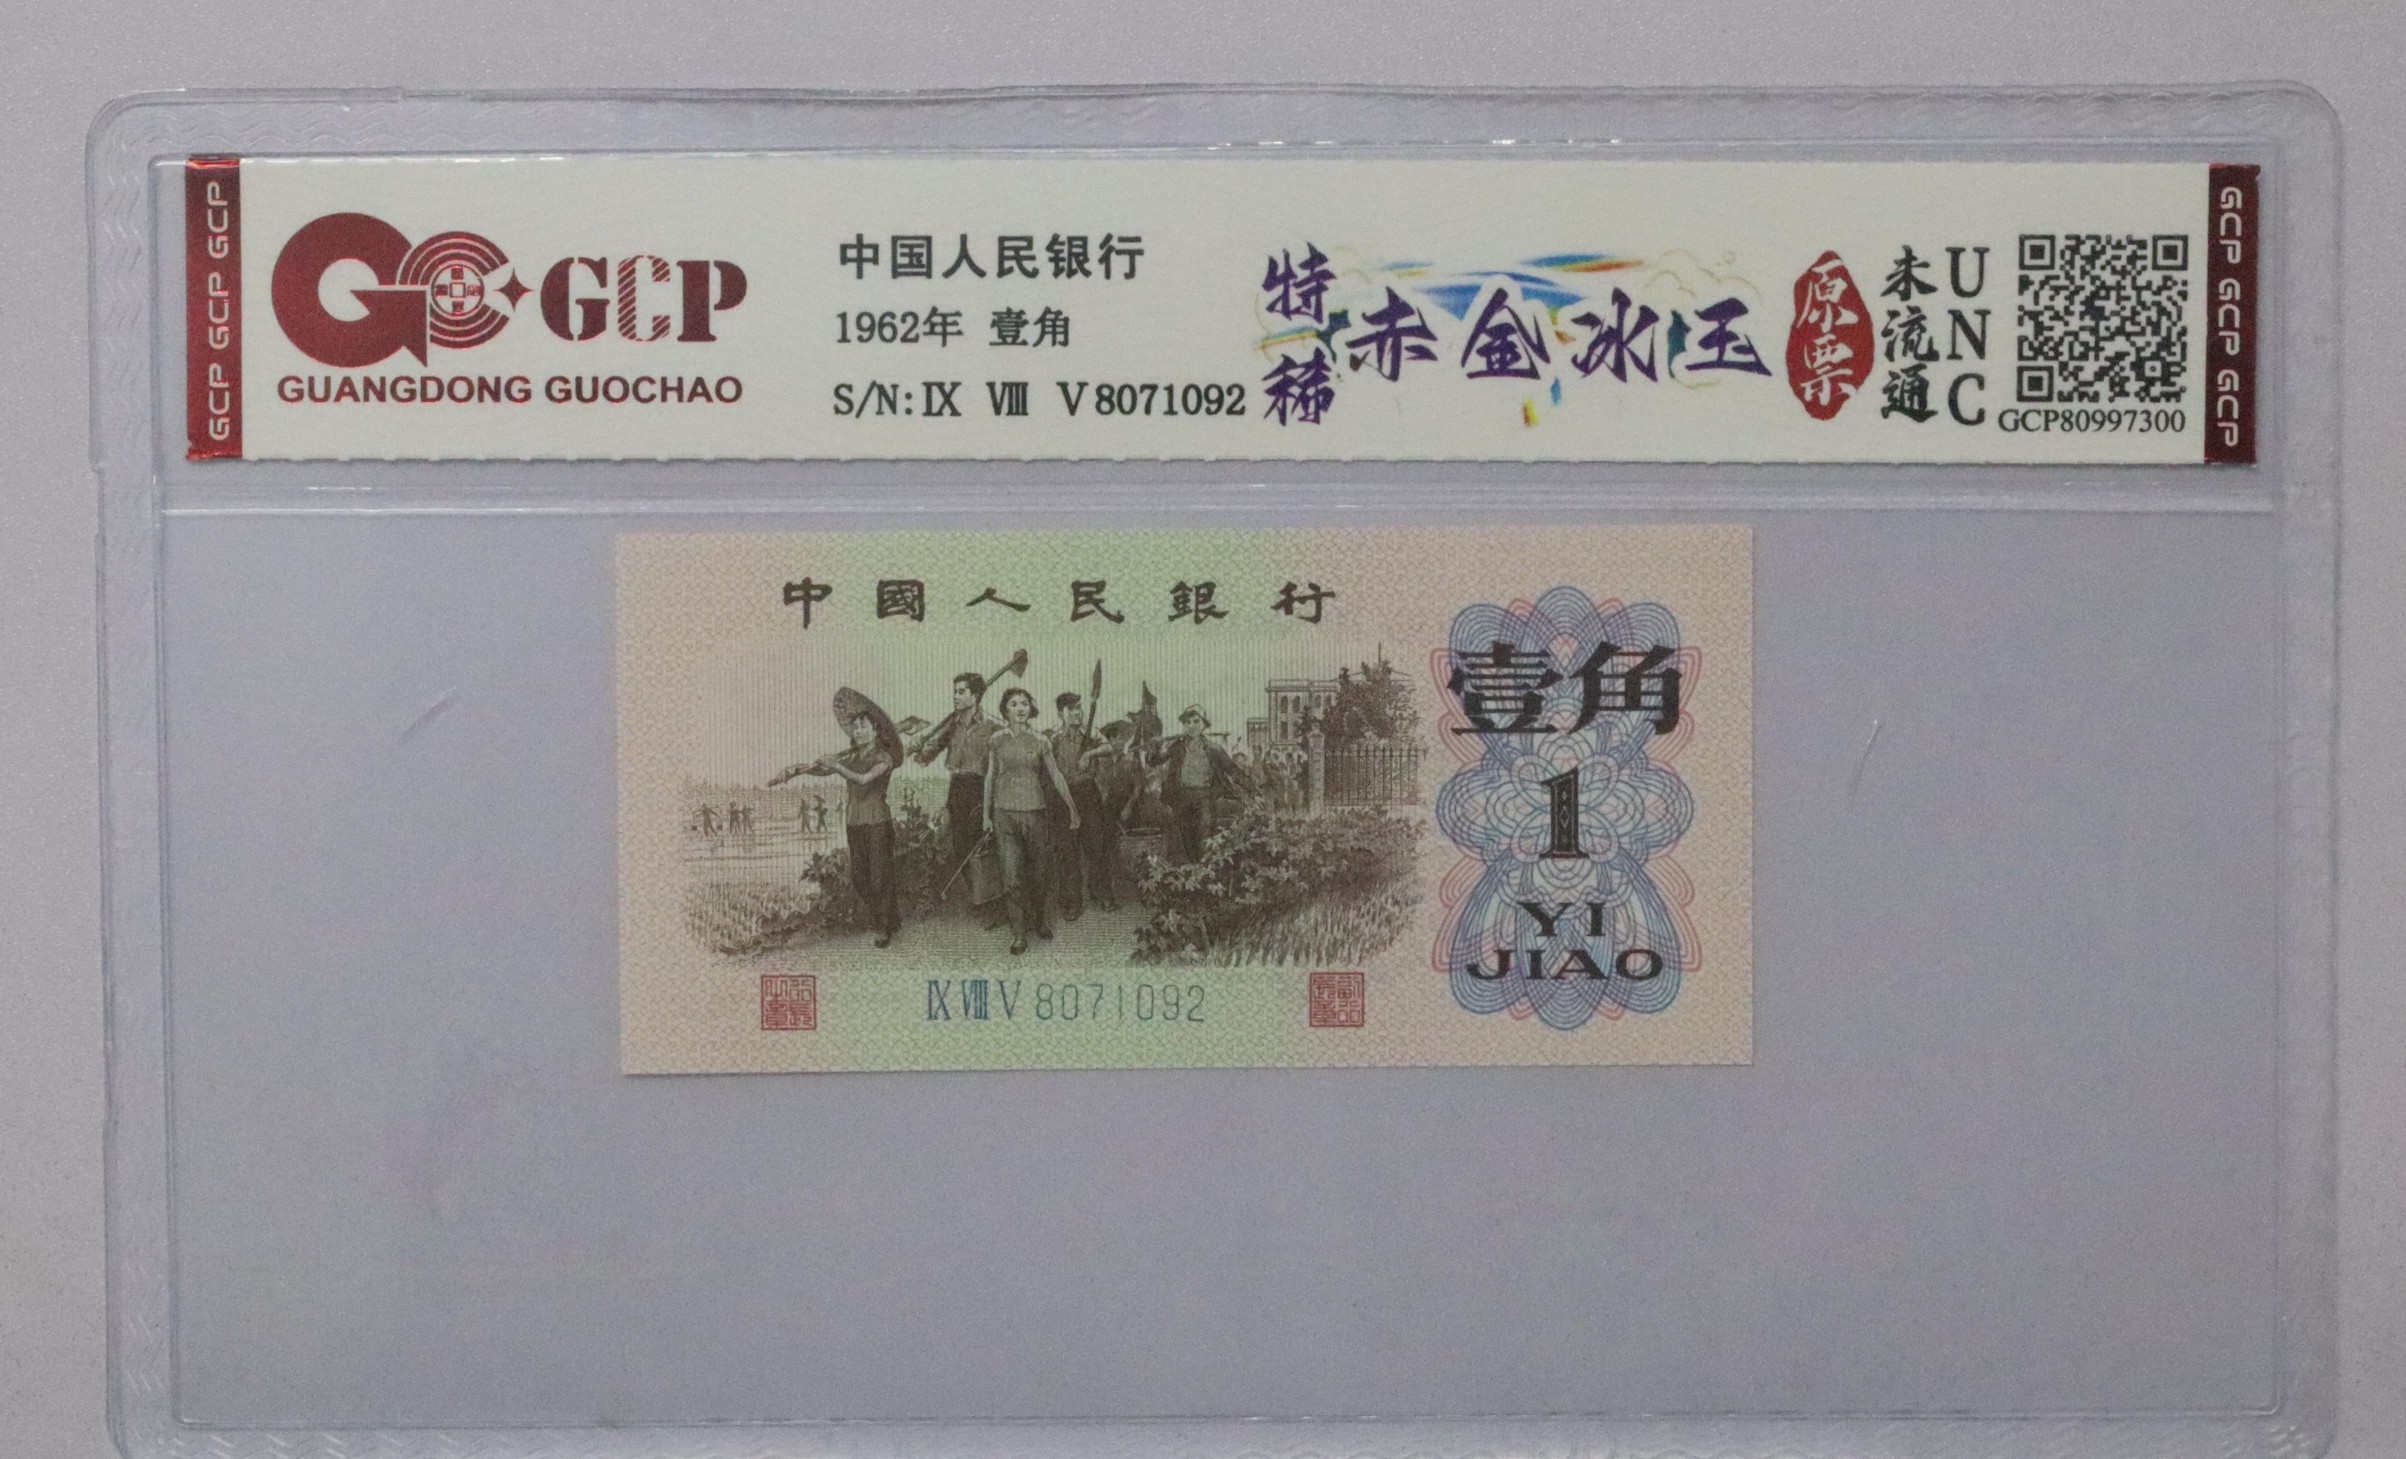 GCP GCP GCP
GCP
GUANGDONG GUOCHAO
中国人民银行
1962年 壹角
S/N: Ⅸ Ⅷ Ⅴ 8071092
特稀
赤金冰玉
原票
未流通
UNC
GCP80997300
GCP GCP GCP
中國人民銀行
壹角
1
YI
JIAO
Ⅸ Ⅷ Ⅴ 8071092